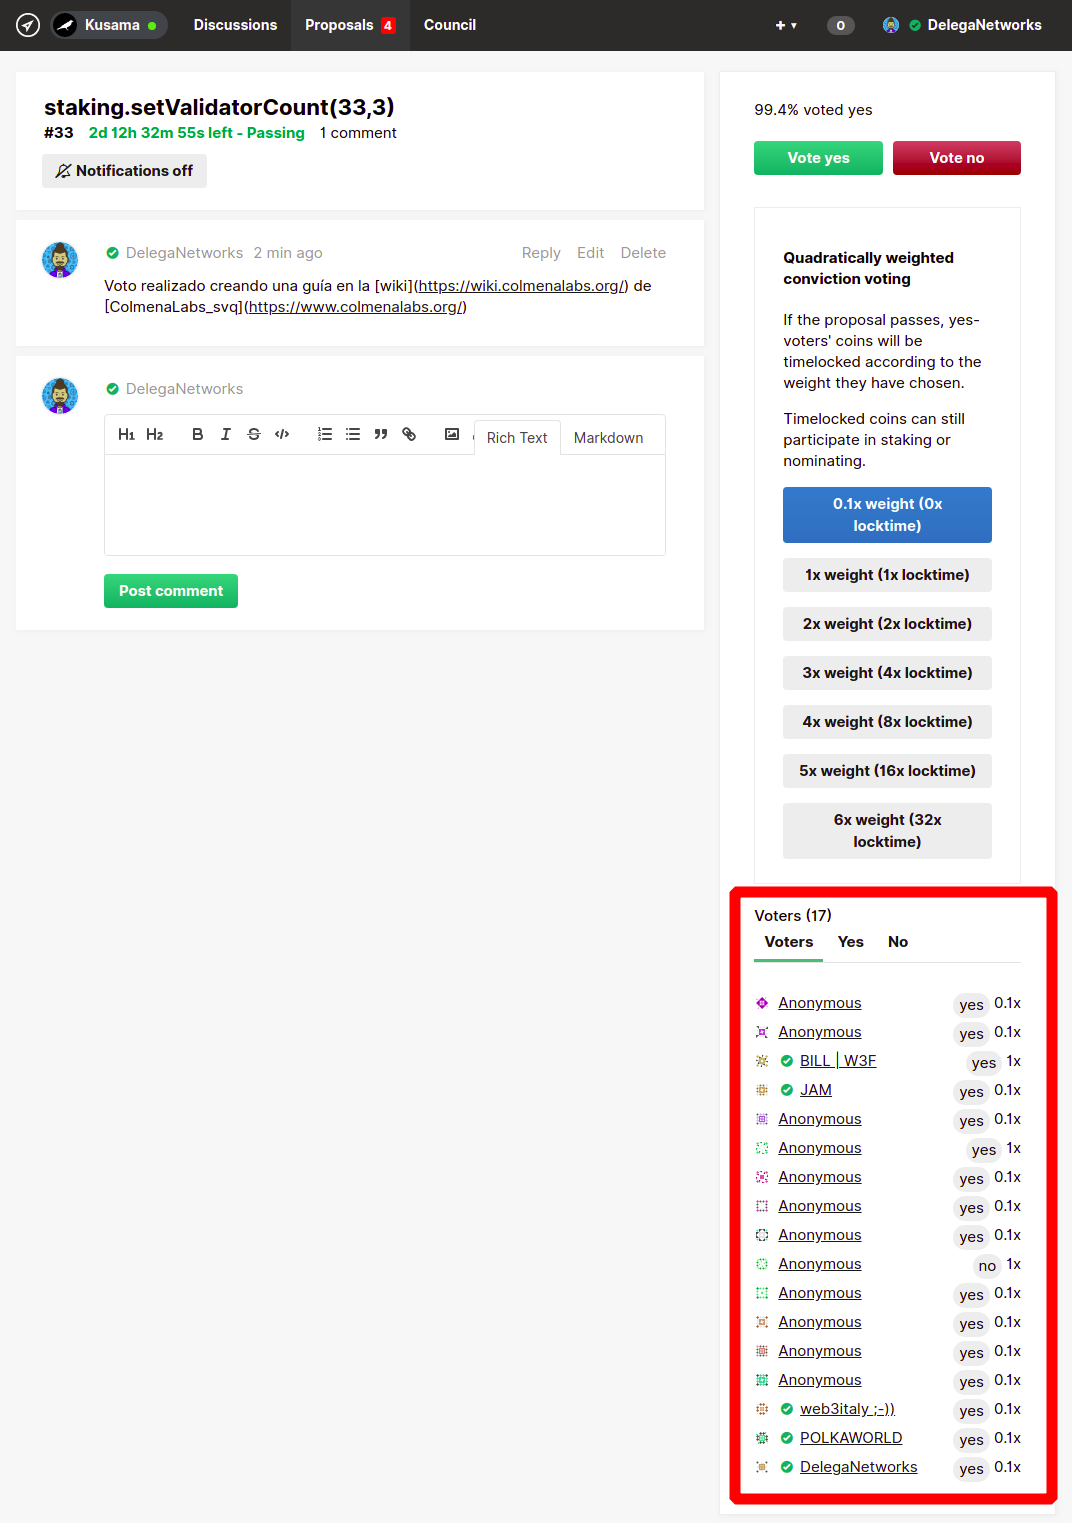 Kusama
Discussions
Proposals 4
Council
+ ▾
0
DelegaNetworks
staking.setValidatorCount(33,3)
#33 2d 12h 32m 55s left - Passing 1 comment
Notifications off
DelegaNetworks 2 min ago
Reply Edit Delete
Voto realizado creando una guía en la [wiki](https://wiki.colmenalabs.org/) de
[ColmenaLabs_svq](https://www.colmenalabs.org/)
DelegaNetworks
H1 H2 B I S </>
Rich Text Markdown
Post comment
99.4% voted yes
Vote yes
Vote no
Quadratically weighted
conviction voting
If the proposal passes, yes-
voters' coins will be
timelocked according to the
weight they have chosen.
Timelocked coins can still
participate in staking or
nominating.
0.1x weight (0x
locktime)
1x weight (1x locktime)
2x weight (2x locktime)
3x weight (4x locktime)
4x weight (8x locktime)
5x weight (16x locktime)
6x weight (32x
locktime)
Voters (17)
Voters Yes No
Anonymous yes 0.1x
Anonymous yes 0.1x
BILL | W3F yes 1x
JAM yes 0.1x
Anonymous yes 0.1x
Anonymous yes 1x
Anonymous yes 0.1x
Anonymous yes 0.1x
Anonymous yes 0.1x
Anonymous no 1x
Anonymous yes 0.1x
Anonymous yes 0.1x
Anonymous yes 0.1x
Anonymous yes 0.1x
web3italy ;-)) yes 0.1x
POLKAWORLD yes 0.1x
DelegaNetworks yes 0.1x